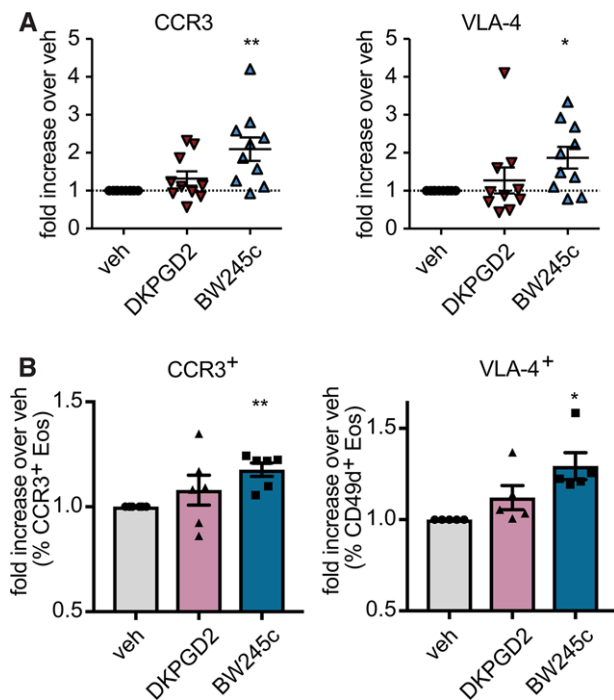 A
CCR3
fold increase over veh
5
4
3
2
1
0
**
veh
DKPGD2
BW245c
VLA-4
fold increase over veh
5
4
3
2
1
0
*
veh
DKPGD2
BW245c
B
CCR3+
fold increase over veh
(% CCR3+ Eos)
1.5
1.0
0.5
**
veh
DKPGD2
BW245c
VLA-4+
fold increase over veh
(% CD49d+ Eos)
1.5
1.0
0.5
*
veh
DKPGD2
BW245c